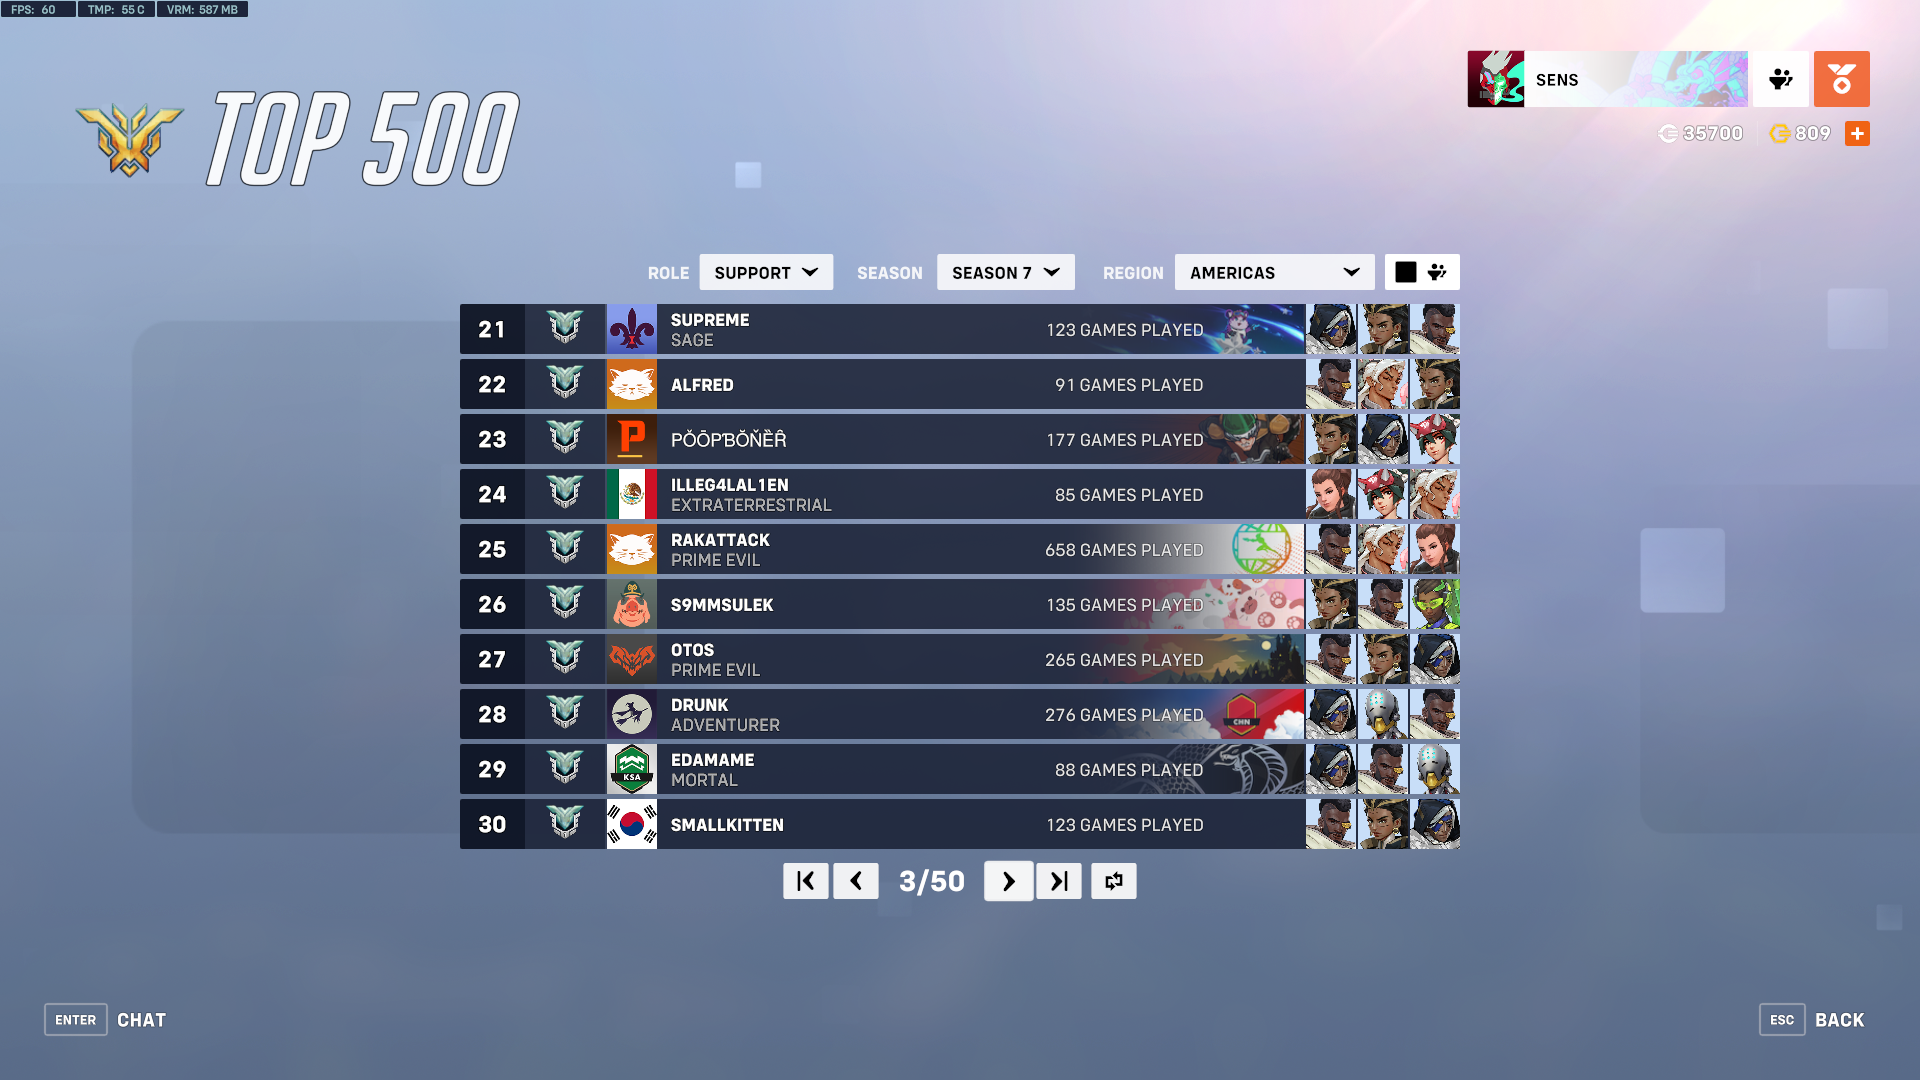 FPS: 60 TMP: 55 C VRM: 587 MB
TOP 500
SENS
35700 809
ROLE SUPPORT SEASON SEASON 7 REGION AMERICAS
21 SUPREME 123 GAMES PLAYED
SAGE
22 ALFRED 91 GAMES PLAYED
23 PǑŌPƁŎŇȄȒ 177 GAMES PLAYED
24 ILLEG4LAL1EN 85 GAMES PLAYED
EXTRATERRESTRIAL
25 RAKATTACK 658 GAMES PLAYED
PRIME EVIL
26 S9MMSULEK 135 GAMES PLAYED
27 OTOS 265 GAMES PLAYED
PRIME EVIL
28 DRUNK 276 GAMES PLAYED CHN
ADVENTURER
29 KSA EDAMAME 88 GAMES PLAYED
MORTAL
30 SMALLKITTEN 123 GAMES PLAYED
3/50
ENTER CHAT
ESC BACK